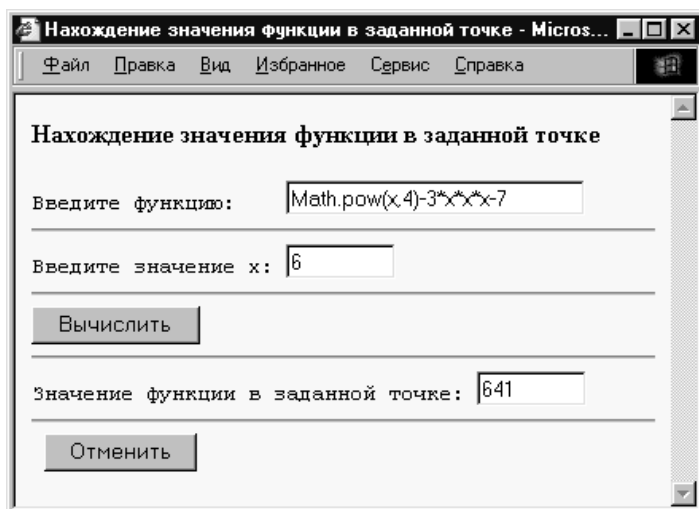 Нахождение значения функции в заданной точке - Micros...
Файл Правка Вид Избранное Сервис Справка
Нахождение значения функции в заданной точке
Введите функцию: Math.pow(x,4)-3*x*x*x-7
Введите значение x: 6
Вычислить
Значение функции в заданной точке: 641
Отменить